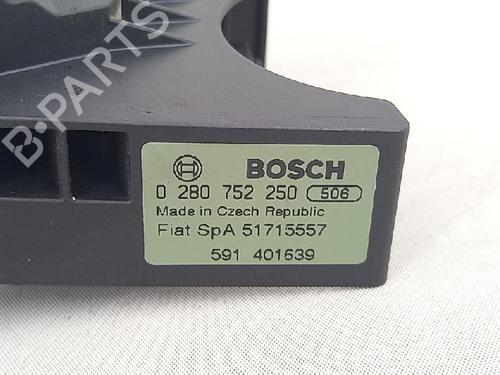 B-PARTS
BOSCH
0 280 752 250 506
Made in Czech Republic
Fiat SpA 51715557
591 401639